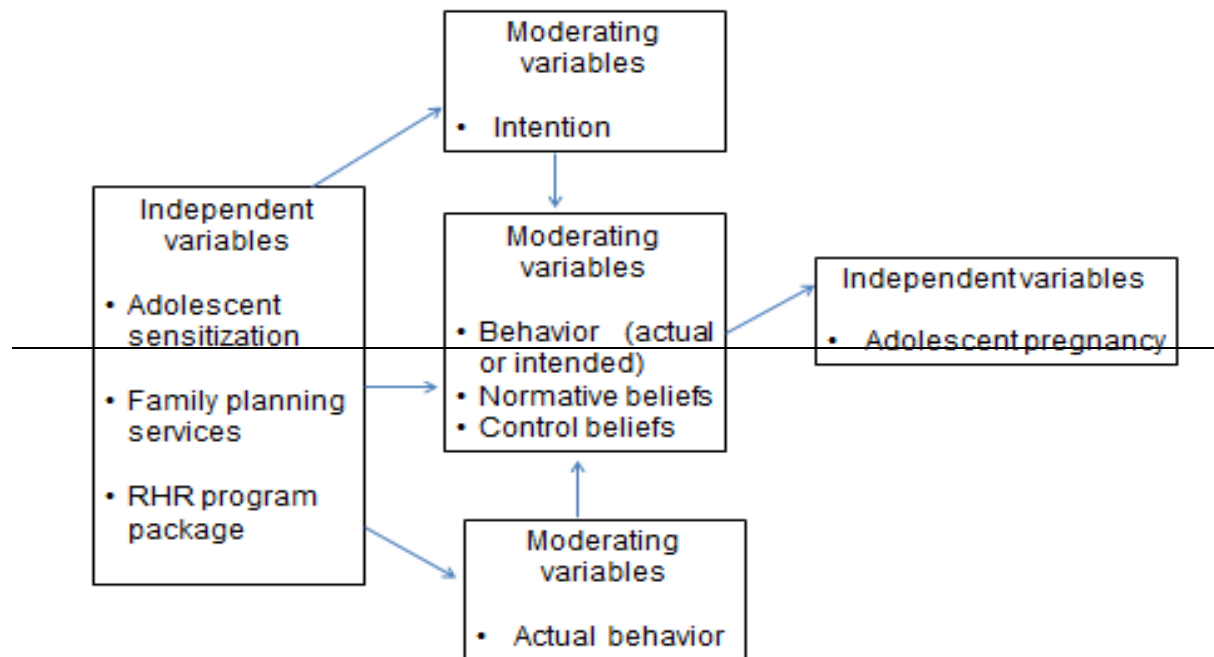 Moderating
variables
• Intention
Independent
variables
• Adolescent
sensitization
• Family planning
services
• RHR program
package
Moderating
variables
• Behavior (actual
or intended)
• Normative beliefs
• Control beliefs
Independent variables
• Adolescent pregnancy
Moderating
variables
• Actual behavior